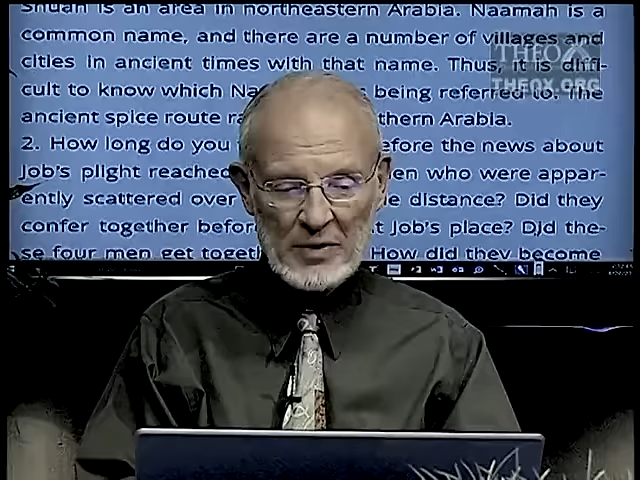 Shuah is an area in northeastern Arabia. Naamah is a
common name, and there are a number of villages and
cities in ancient times with that name. Thus, it is diffi-
cult to know which Na being referred to. The
ancient spice route ra thern Arabia.
2. How long do you efore the news about
Job's plight reached en who were appar-
ently scattered over e distance? Did they
confer together before t Job's place? Did the-
se four men get togeth How did they become
THEOX
THEOX.ORG